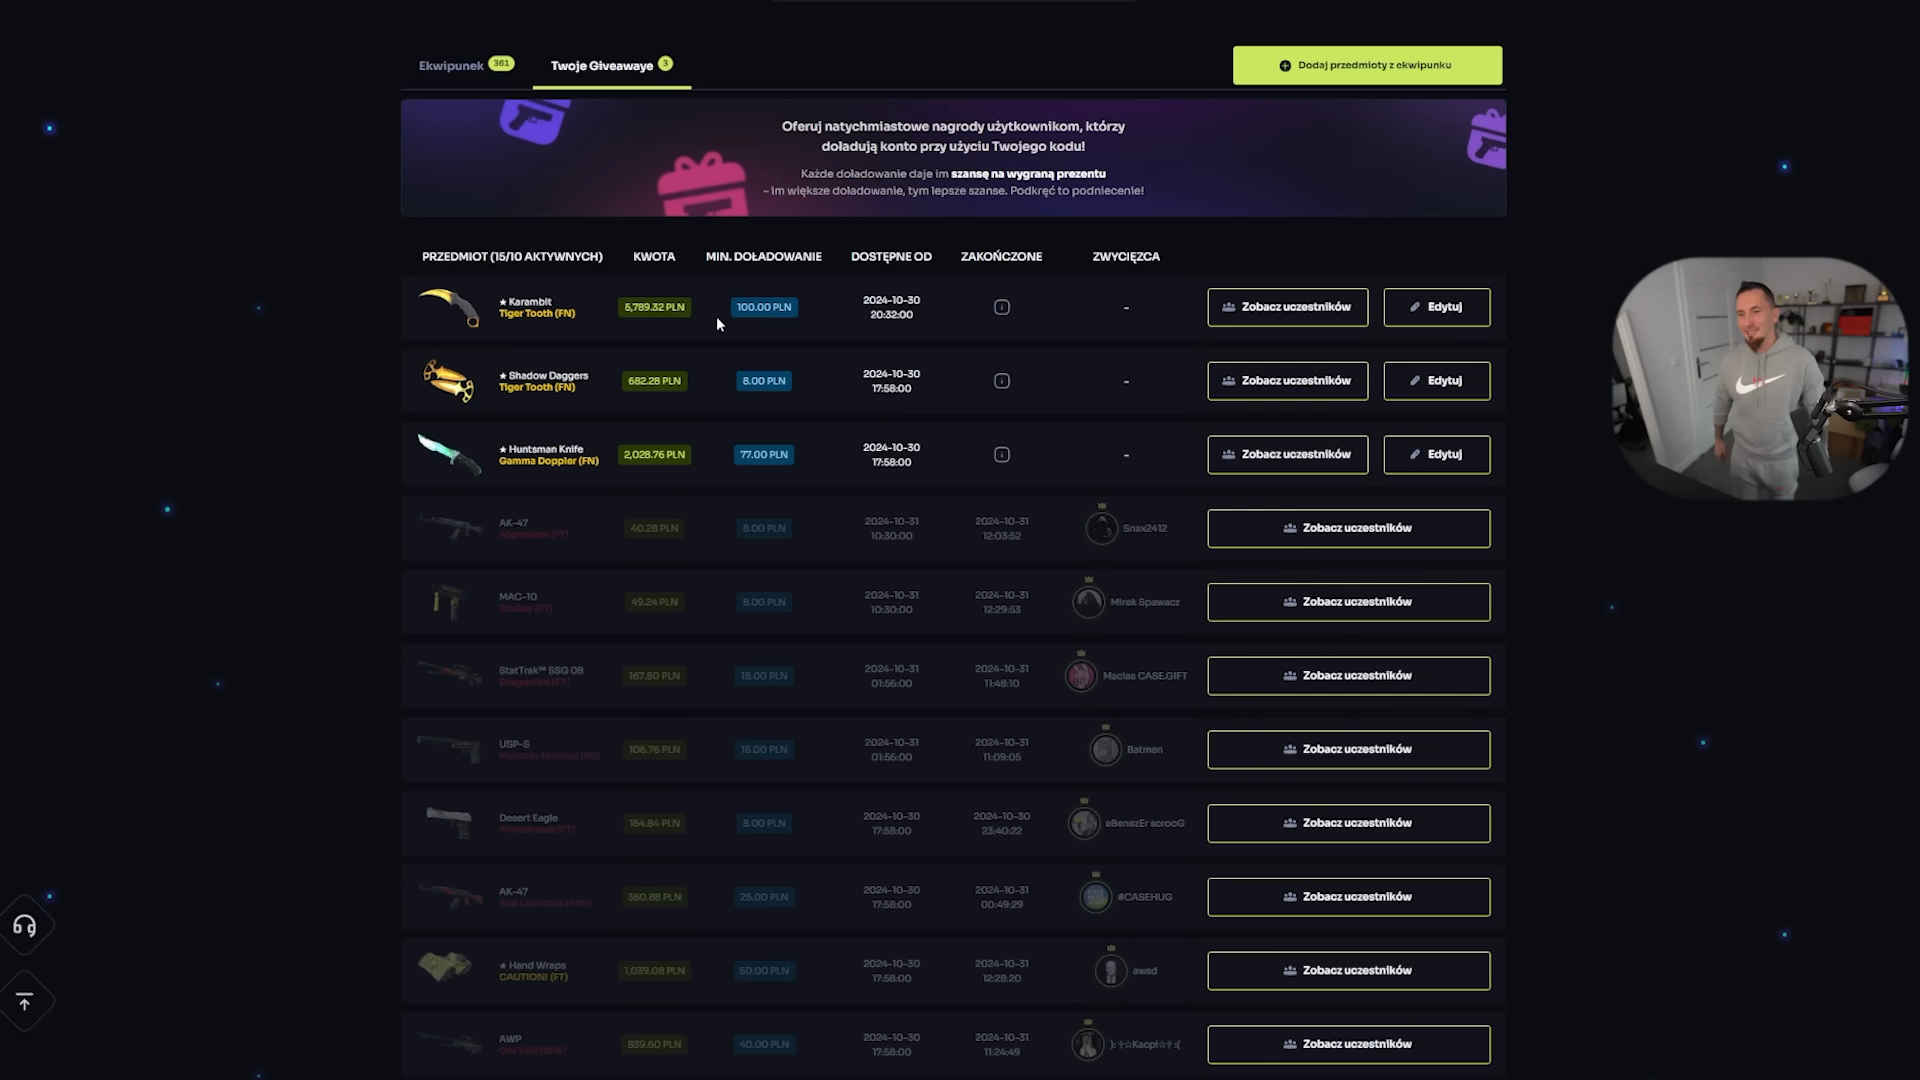 Ekwipunek 361
Twoje Giveawaye 3
Dodaj przedmioty z ekwipunku
Oferuj natychmiastowe nagrody użytkownikom, którzy
doładują konto przy użyciu Twojego kodu!
Każde doładowanie daje im szansę na wygraną prezentu
– im większe doładowanie, tym lepsze szanse. Podkręć to podniecenie!
PRZEDMIOT (15/10 AKTYWNYCH) KWOTA MIN. DOŁADOWANIE DOSTĘPNE OD ZAKOŃCZONE ZWYCIĘZCA
★ Karambit
Tiger Tooth (FN)
5,789.32 PLN
100.00 PLN
2024-10-30
20:32:00
-
Zobacz uczestników
Edytuj
★ Shadow Daggers
Tiger Tooth (FN)
682.28 PLN
8.00 PLN
2024-10-30
17:58:00
-
Zobacz uczestników
Edytuj
★ Huntsman Knife
Gamma Doppler (FN)
2,028.76 PLN
77.00 PLN
2024-10-30
17:58:00
-
Zobacz uczestników
Edytuj
AK-47
Nightwish (FT)
40.28 PLN
8.00 PLN
2024-10-31
10:30:00
2024-10-31
12:03:52
Snax2412
Zobacz uczestników
MAC-10
Stalker (FT)
49.24 PLN
8.00 PLN
2024-10-31
10:30:00
2024-10-31
12:29:53
Mirek Spawacz
Zobacz uczestników
StatTrak™ SSG 08
Dragonfire (FT)
167.80 PLN
18.00 PLN
2024-10-31
01:56:00
2024-10-31
11:48:10
Macias CASE.GIFT
Zobacz uczestników
USP-S
106.76 PLN
15.00 PLN
2024-10-31
01:56:00
2024-10-31
11:09:05
Batmen
Zobacz uczestników
Desert Eagle
Printstream (FT)
154.84 PLN
8.00 PLN
2024-10-30
17:58:00
2024-10-30
23:40:22
eBenezEr scrooG
Zobacz uczestników
AK-47
Red Laminate (MW)
360.88 PLN
25.00 PLN
2024-10-30
17:58:00
2024-10-31
00:49:29
#CASEHUG
Zobacz uczestników
★ Hand Wraps
CAUTION! (FT)
1,039.08 PLN
50.00 PLN
2024-10-30
17:58:00
2024-10-31
12:28:20
awsd
Zobacz uczestników
AWP
839.60 PLN
40.00 PLN
2024-10-30
17:58:00
2024-10-31
11:24:49
):✞☆Kacpi☆✞:(
Zobacz uczestników